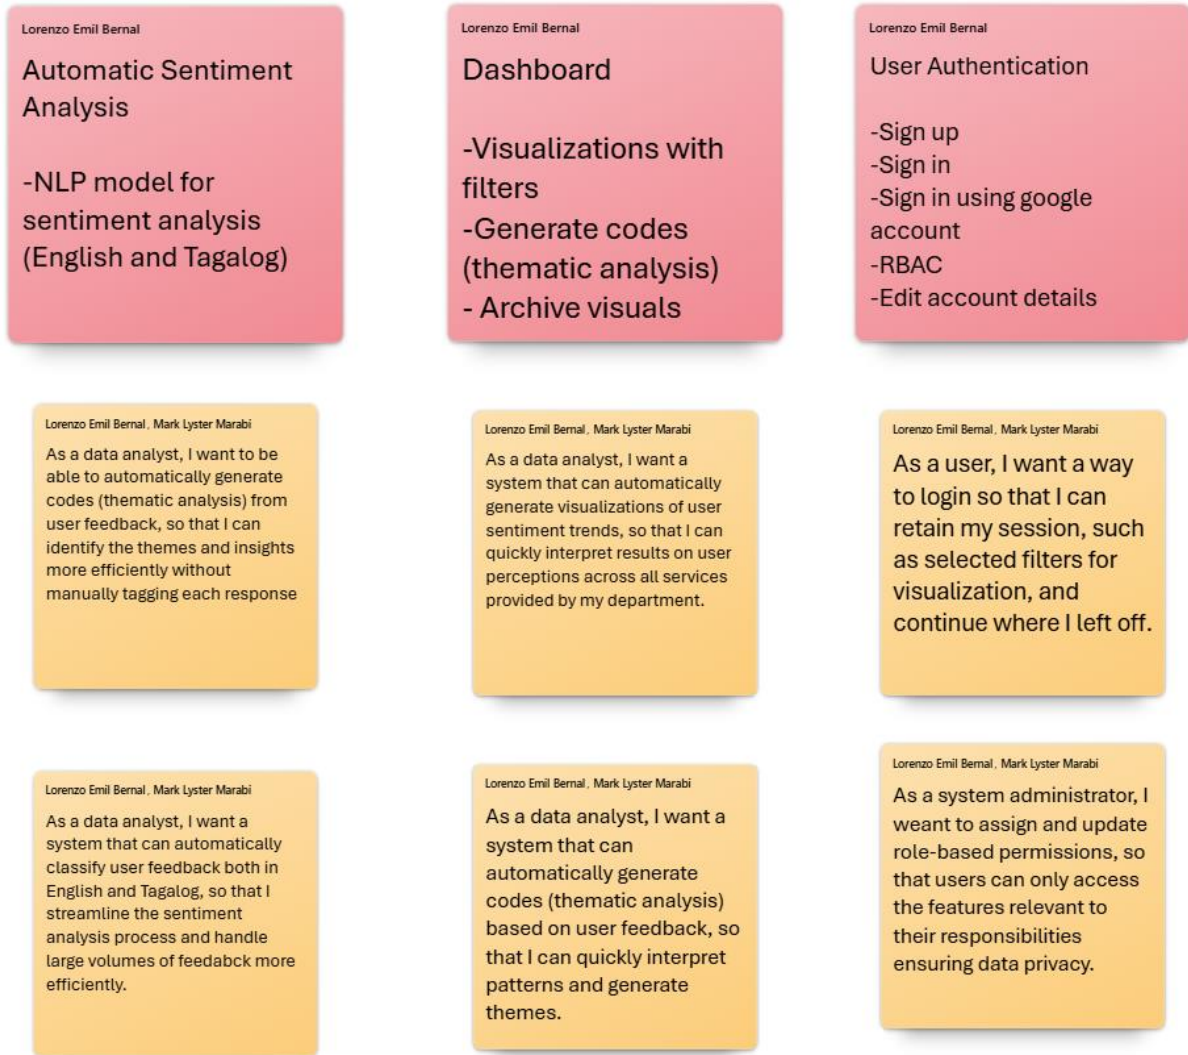 Lorenzo Emil Bernal
Automatic Sentiment
Analysis
-NLP model for
sentiment analysis
(English and Tagalog)
Lorenzo Emil Bernal
Dashboard
-Visualizations with
filters
-Generate codes
(thematic analysis)
- Archive visuals
Lorenzo Emil Bernal
User Authentication
-Sign up
-Sign in
-Sign in using google
account
-RBAC
-Edit account details
Lorenzo Emil Bernal, Mark Lyster Marabi
As a data analyst, I want to be
able to automatically generate
codes (thematic analysis) from
user feedback, so that I can
identify the themes and insights
more efficiently without
manually tagging each response
Lorenzo Emil Bernal, Mark Lyster Marabi
As a data analyst, I want a
system that can automatically
generate visualizations of user
sentiment trends, so that I can
quickly interpret results on user
perceptions across all services
provided by my department.
Lorenzo Emil Bernal, Mark Lyster Marabi
As a user, I want a way
to login so that I can
retain my session, such
as selected filters for
visualization, and
continue where I left off.
Lorenzo Emil Bernal, Mark Lyster Marabi
As a data analyst, I want a
system that can automatically
classify user feedback both in
English and Tagalog, so that I
streamline the sentiment
analysis process and handle
large volumes of feedabck more
efficiently.
Lorenzo Emil Bernal, Mark Lyster Marabi
As a data analyst, I want a
system that can
automatically generate
codes (thematic analysis)
based on user feedback, so
that I can quickly interpret
patterns and generate
themes.
Lorenzo Emil Bernal, Mark Lyster Marabi
As a system administrator, I
weant to assign and update
role-based permissions, so
that users can only access
the features relevant to
their responsibilities
ensuring data privacy.